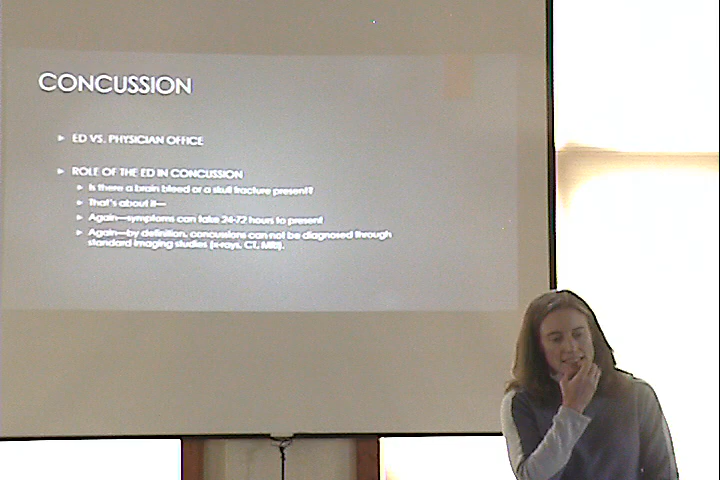 CONCUSSION
ED VS. PHYSICIAN OFFICE
ROLE OF THE ED IN CONCUSSION
Is there a brain bleed or a skull fracture present?
That's about it—
Again—symptoms can take 24-72 hours to present
Again—by definition, concussions can not be diagnosed through
standard imaging studies (x-rays, CT, MRI).